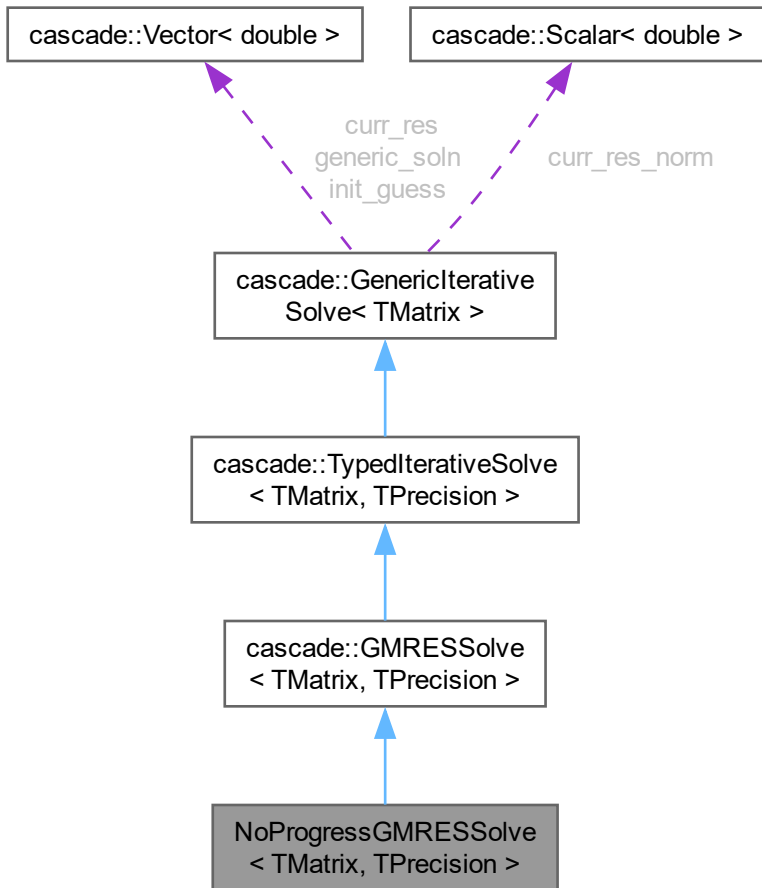 cascade::Vector< double >
cascade::Scalar< double >
curr_res
generic_soln
init_guess
curr_res_norm
cascade::GenericIterative
Solve< TMatrix >
cascade::TypedIterativeSolve
< TMatrix, TPrecision >
cascade::GMRESSolve
< TMatrix, TPrecision >
NoProgressGMRESSolve
< TMatrix, TPrecision >